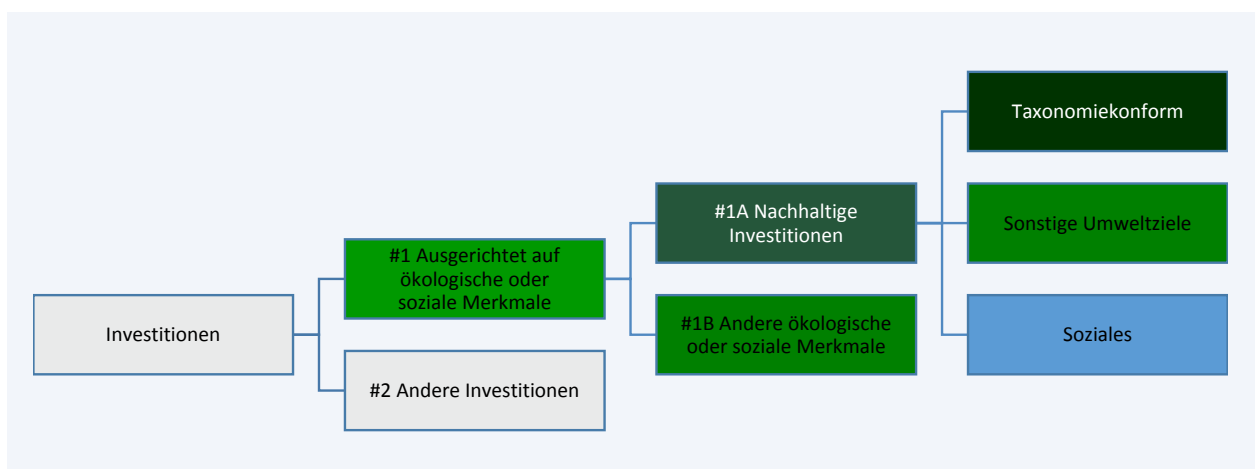 Investitionen
#1 Ausgerichtet auf
ökologische oder
soziale Merkmale
#2 Andere Investitionen
#1A Nachhaltige
Investitionen
#1B Andere ökologische
oder soziale Merkmale
Taxonomiekonform
Sonstige Umweltziele
Soziales